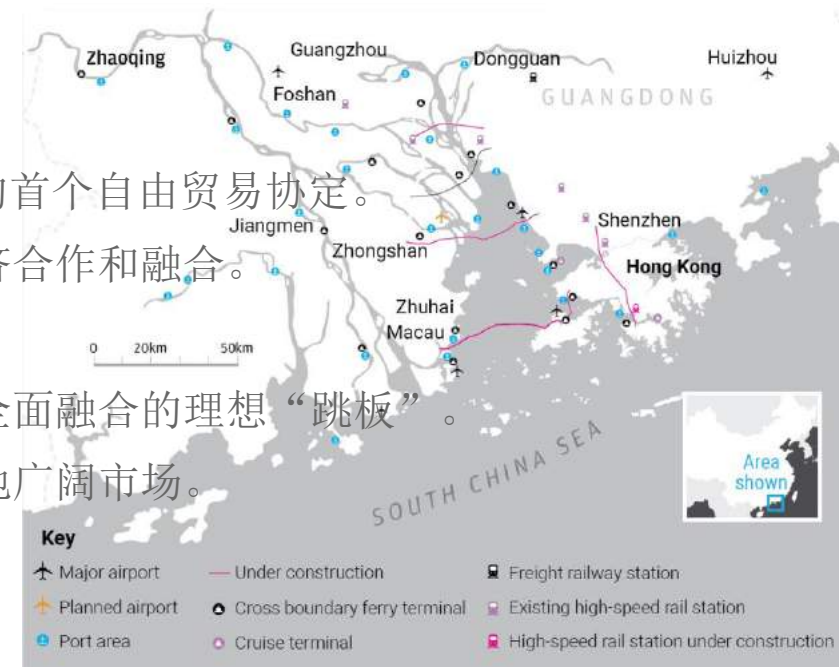 Zhaoqing
Guangzhou
Dongguan
Huizhou
Foshan
GUANGDONG
首个自由贸易协定。
Jiangmen
Shenzhen
合作和融合。
Zhongshan
Hong Kong
Zhuhai
Macau
0 20km 50km
全面融合的理想“跳板”。
广阔市场。
SOUTH CHINA SEA
Area
shown
Key
Major airport
Under construction
Freight railway station
Planned airport
Cross boundary ferry terminal
Existing high-speed rail station
Port area
Cruise terminal
High-speed rail station under construction